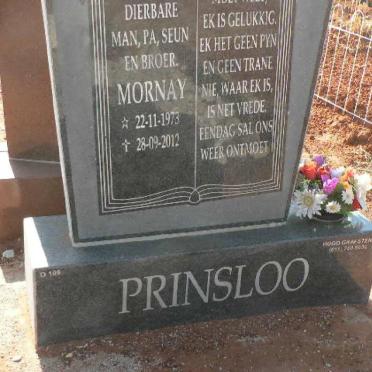 DIERBARE
MAN, PA, SEUN
EN BROER.
MORNAY
☆ 22-11-1973
✝ 28-09-2012
WEET,
EK IS GELUKKIG.
EK HET GEEN PYN
EN GEEN TRANE
NIE, WAAR EK IS,
IS NET VREDE.
EENDAG SAL ONS
WEER ONTMOET
D 108
PRINSLOO